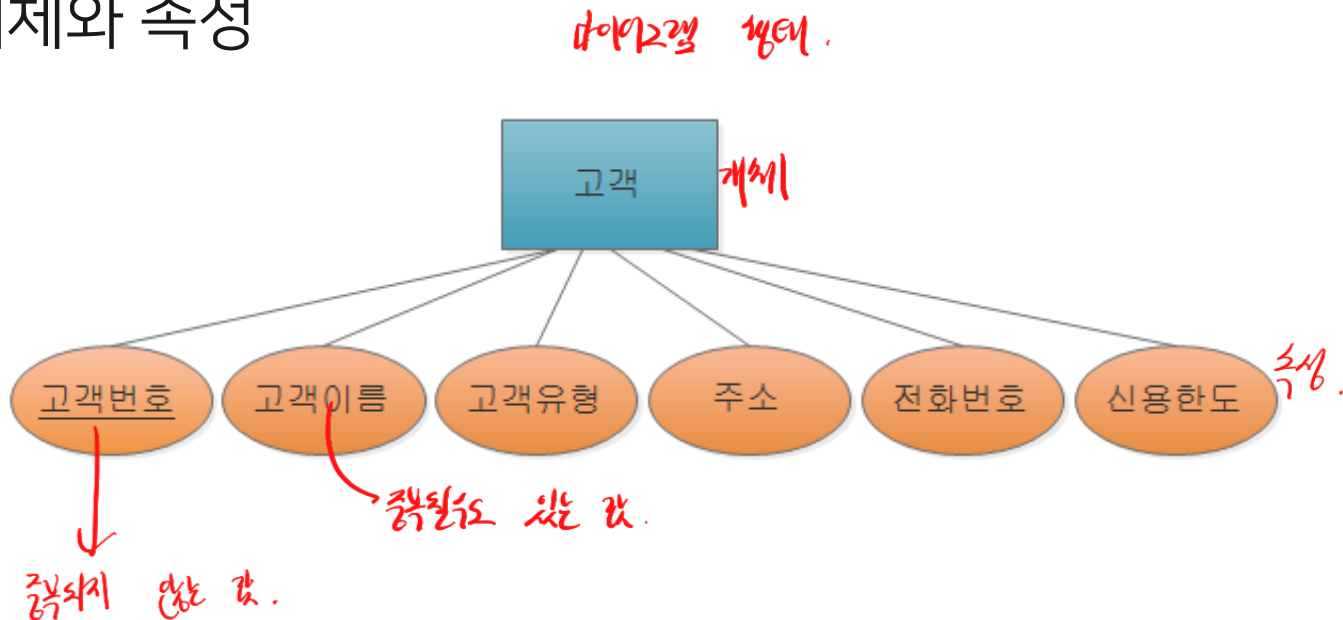 와 속성
다이어그램 형태.
고객
개체
고객번호
고객이름
고객유형
주소
전화번호
신용한도
속성.
중복될수도 있는 값.
중복되지 않는 값.